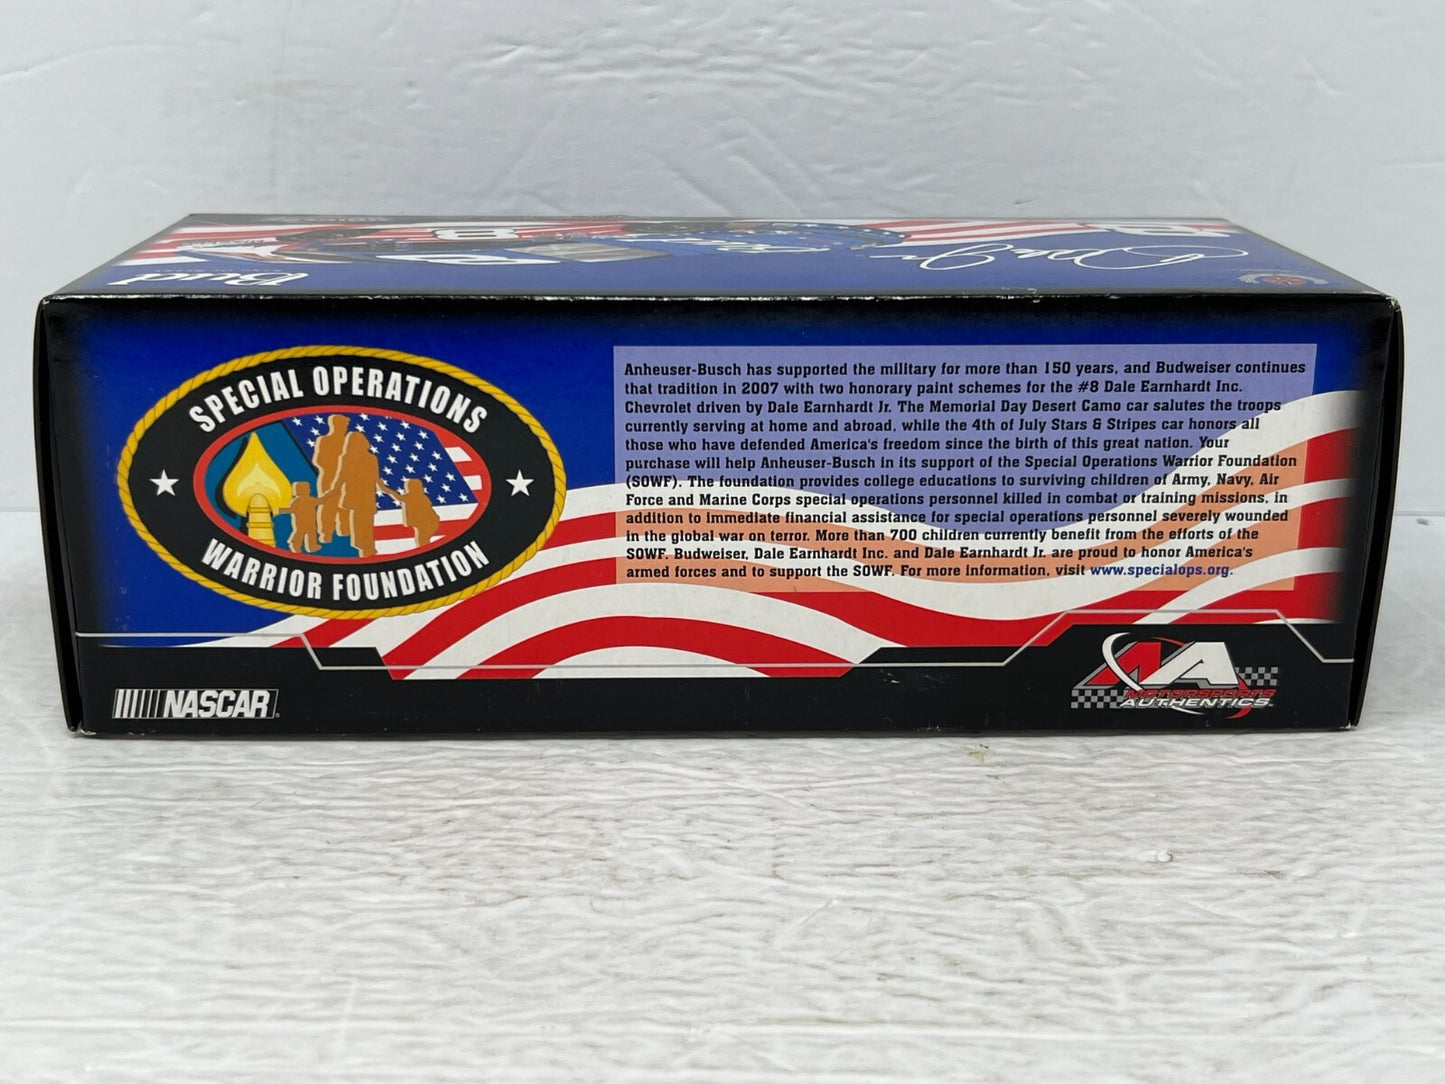 Bud
8
8
SPECIAL OPERATIONS
WARRIOR FOUNDATION
Anheuser-Busch has supported the military for more than 150 years, and Budweiser continues
that tradition in 2007 with two honorary paint schemes for the #8 Dale Earnhardt Inc.
Chevrolet driven by Dale Earnhardt Jr. The Memorial Day Desert Camo car salutes the troops
currently serving at home and abroad, while the 4th of July Stars & Stripes car honors all
those who have defended America's freedom since the birth of this great nation. Your
purchase will help Anheuser-Busch in its support of the Special Operations Warrior Foundation
(SOWF). The foundation provides college educations to surviving children of Army, Navy, Air
Force and Marine Corps special operations personnel killed in combat or training missions, in
addition to immediate financial assistance for special operations personnel severely wounded
in the global war on terror. More than 700 children currently benefit from the efforts of the
SOWF. Budweiser, Dale Earnhardt Inc. and Dale Earnhardt Jr. are proud to honor America's
armed forces and to support the SOWF. For more information, visit www.specialops.org.
NASCAR
MA
MOTORSPORTS
AUTHENTICS